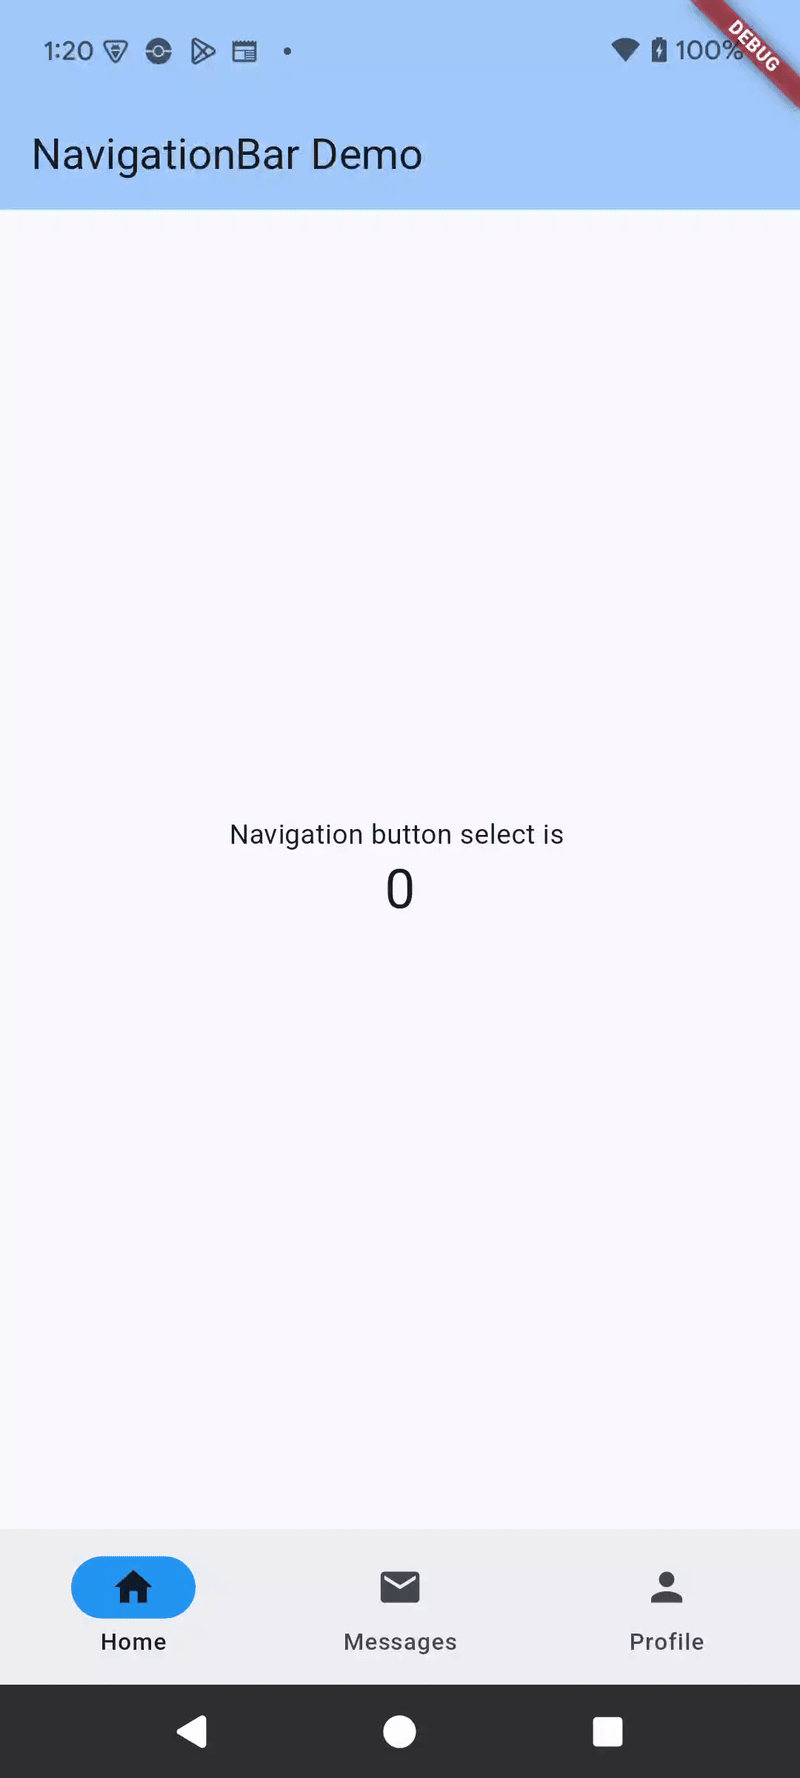 1:20
100%
DEBUG
NavigationBar Demo
Navigation button select is
0
Home
Messages
Profile